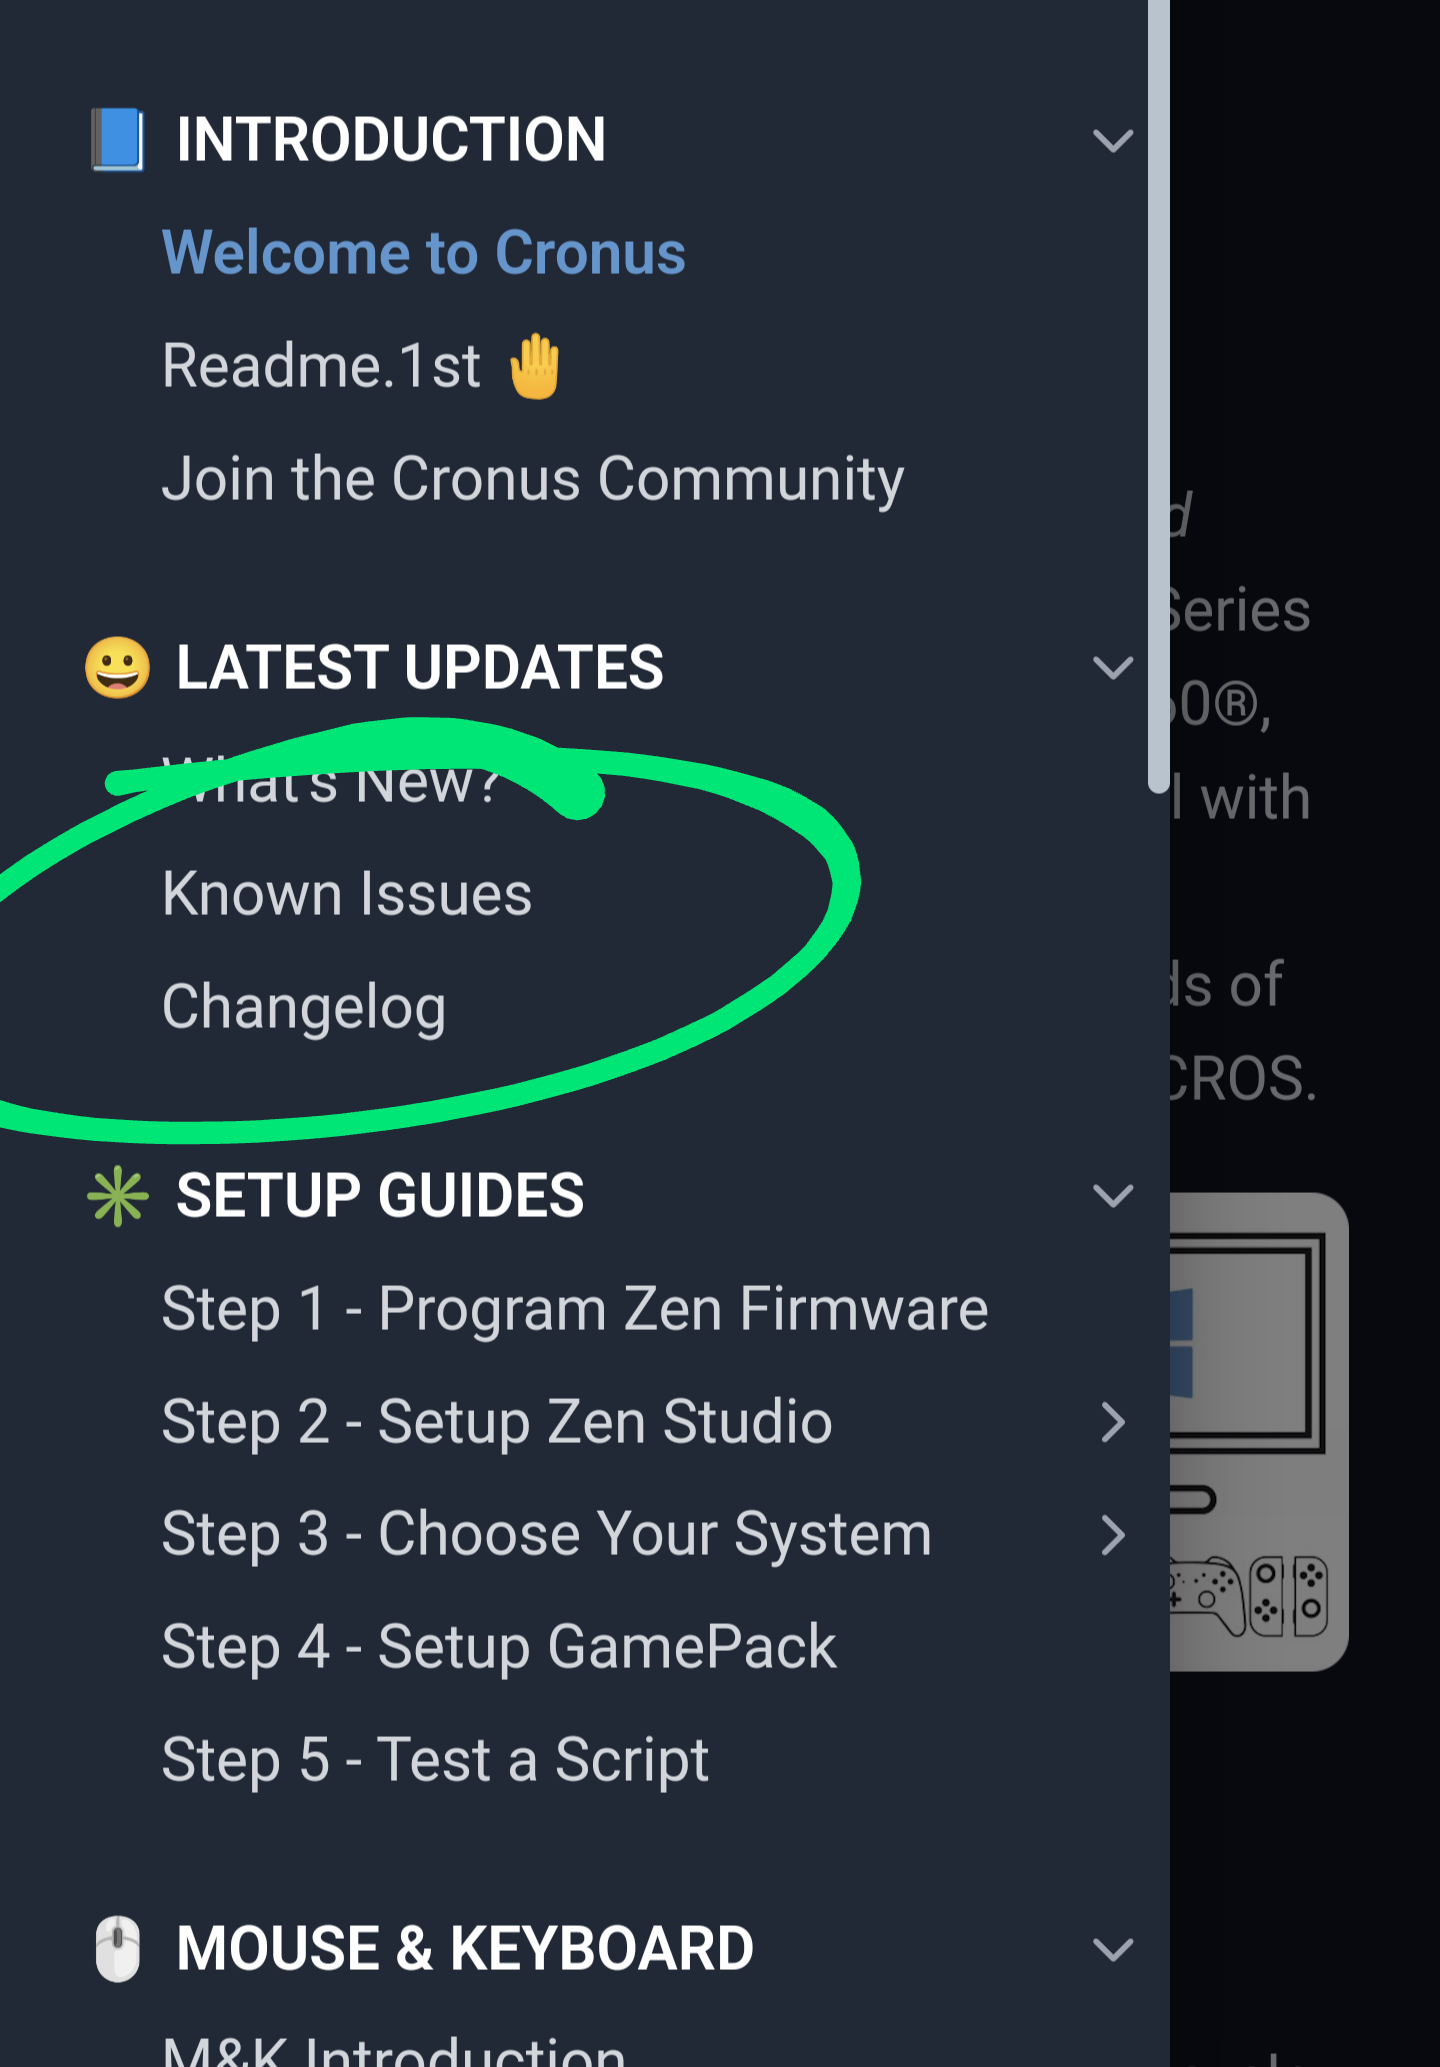 INTRODUCTION
Welcome to Cronus
Readme.1st
Join the Cronus Community
d
Series
60®,
l with
LATEST UPDATES
What's New?
Known Issues
Changelog
ds of
CROS.
SETUP GUIDES
Step 1 - Program Zen Firmware
Step 2 - Setup Zen Studio
Step 3 - Choose Your System
Step 4 - Setup GamePack
Step 5 - Test a Script
MOUSE & KEYBOARD
M&K Introduction